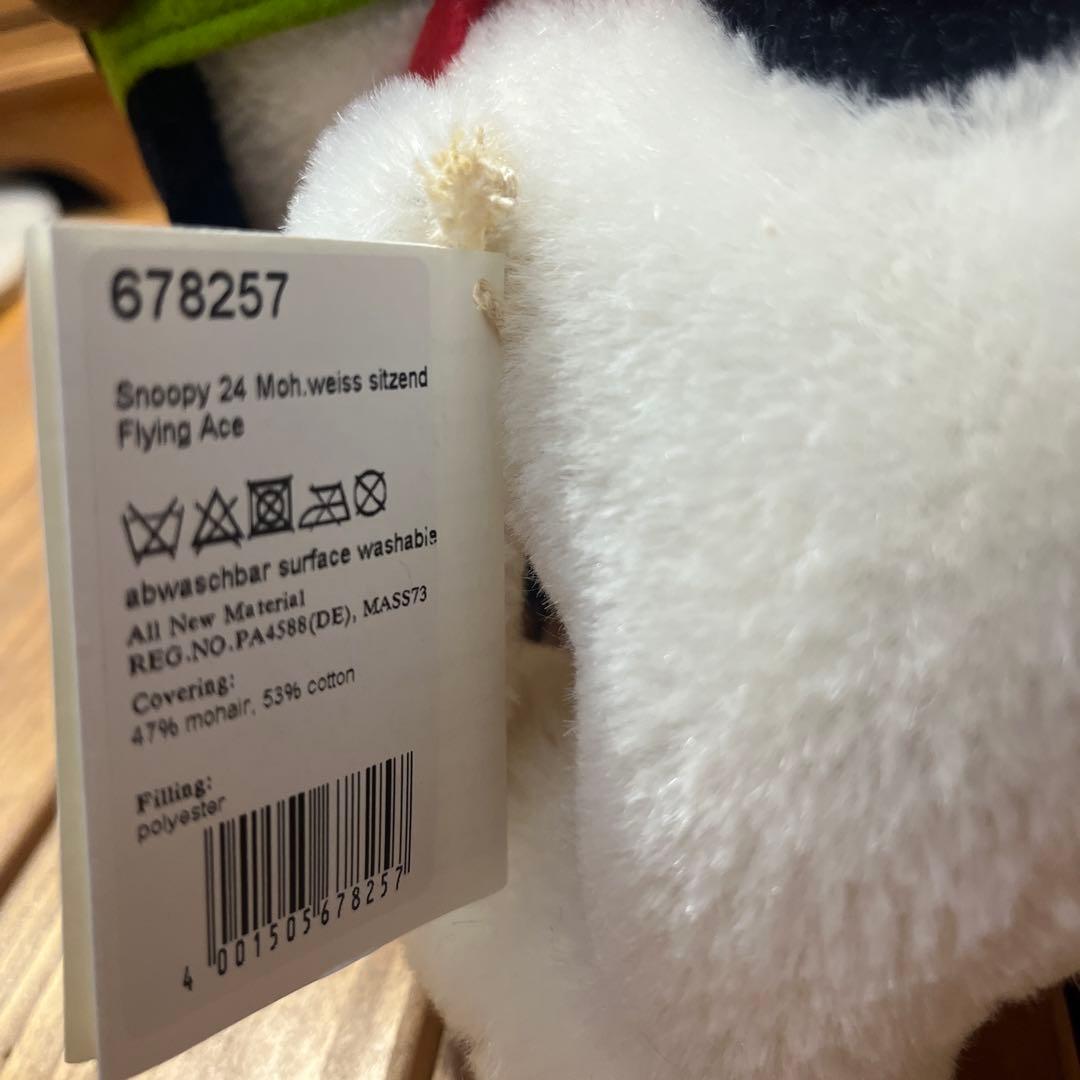 678257
Snoopy 24 Moh.weiss sitzend
Flying Ace
abwaschbar surface washable
All New Material
REG.NO.PA4588(DE), MASS73
Covering:
47% mohair, 53% cotton
Filling:
polyester
4 001505 678257